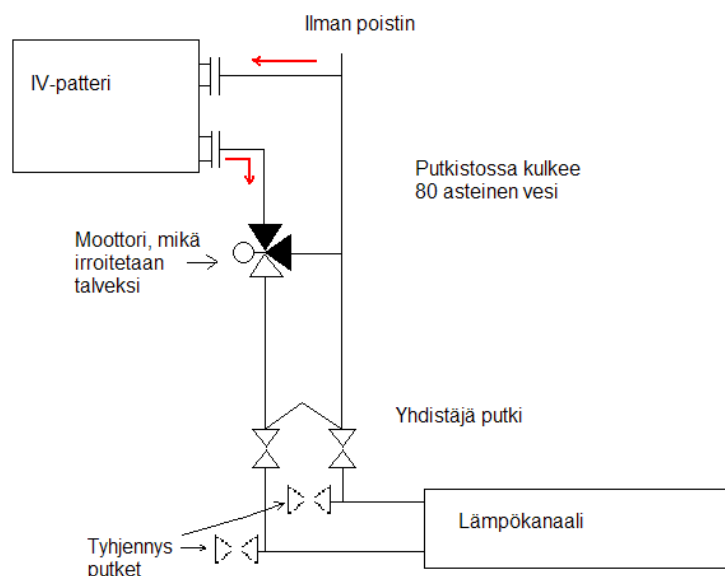 Ilman poistin
IV-patteri
Putkistossa kulkee
80 asteinen vesi
Moottori, mikä
irroitetaan
talveksi
Yhdistäjä putki
Lämpökanaali
Tyhjennys
putket